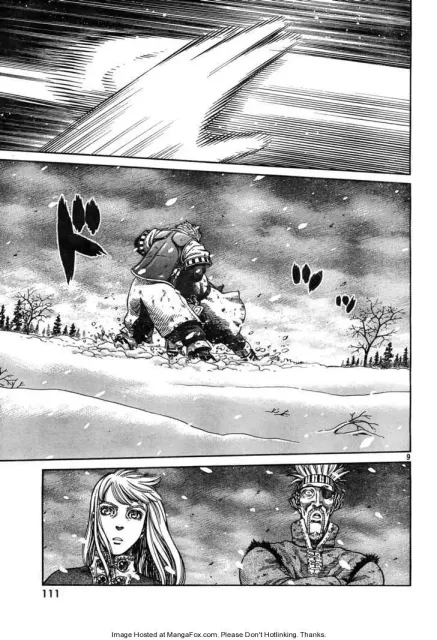 ドッッ
9
111
Image Hosted at MangaFox.com. Please Don't Hotlinking. Thanks.